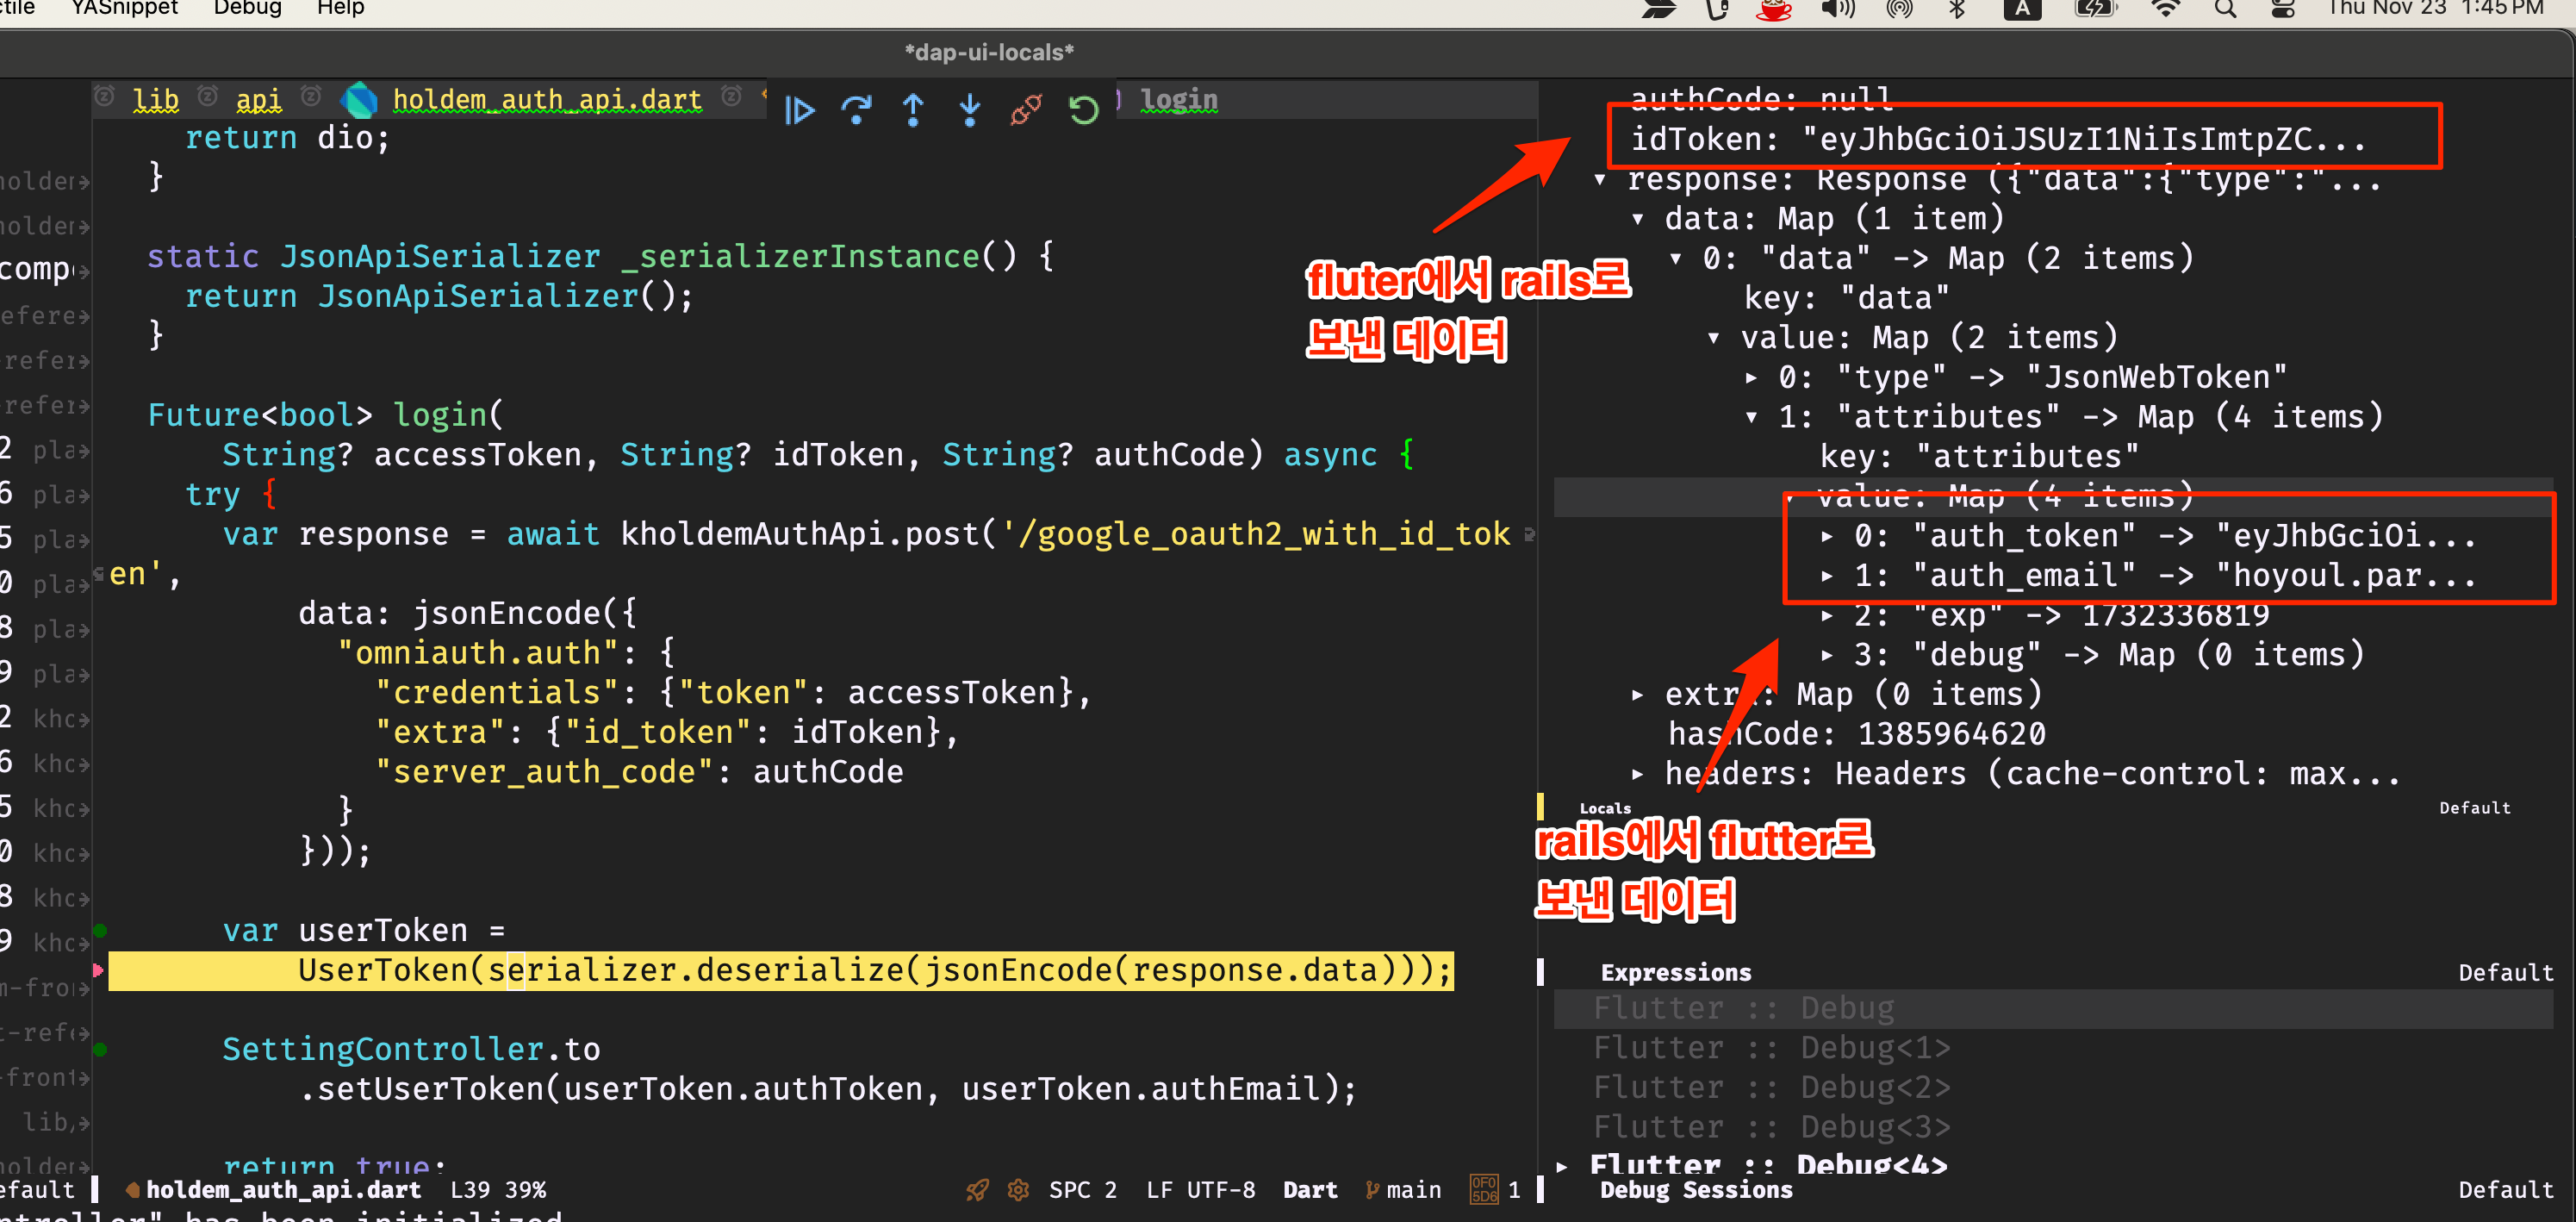 ctile YASnippet Debug Help
A Thu Nov 23 1:45 PM
*dap-ui-locals*
lib api holdem_auth_api.dart login
return dio;
}
static JsonApiSerializer _serializerInstance() {
return JsonApiSerializer();
}
Future<bool> login(
String? accessToken, String? idToken, String? authCode) async {
try {
var response = await kholdemAuthApi.post('/google_oauth2_with_id_tok
en',
data: jsonEncode({
"omniauth.auth": {
"credentials": {"token": accessToken},
"extra": {"id_token": idToken},
"server_auth_code": authCode
}
}));
var userToken =
UserToken(serializer.deserialize(jsonEncode(response.data)));
SettingController.to
.setUserToken(userToken.authToken, userToken.authEmail);
return true;
holder
holder
comp
efere
-refer
-refer
2 pla
6 pla
5 pla
0 pla
8 pla
9 pla
2 khc
6 khc
5 khc
0 khc
8 khc
9 khc
m-fro
t-ref
-front
lib,
holder
authCode: null
idToken: "eyJhbGciOiJSUzI1NiIsImtpZC...
response: Response ({"data":{"type":"...
data: Map (1 item)
0: "data" -> Map (2 items)
key: "data"
value: Map (2 items)
0: "type" -> "JsonWebToken"
1: "attributes" -> Map (4 items)
key: "attributes"
value: Map (4 items)
0: "auth_token" -> "eyJhbGciOi...
1: "auth_email" -> "hoyoul.par...
2: "exp" -> 1732336819
3: "debug" -> Map (0 items)
extra: Map (0 items)
hashCode: 1385964620
headers: Headers (cache-control: max...
Locals Default
fluter에서 rails로
보낸 데이터
rails에서 flutter로
보낸 데이터
Expressions Default
Flutter :: Debug
Flutter :: Debug<1>
Flutter :: Debug<2>
Flutter :: Debug<3>
Flutter :: Debug<4>
Debug Sessions Default
efault holdem_auth_api.dart L39 39% SPC 2 LF UTF-8 Dart main 0F05D6 1
ntroller" has been initialized